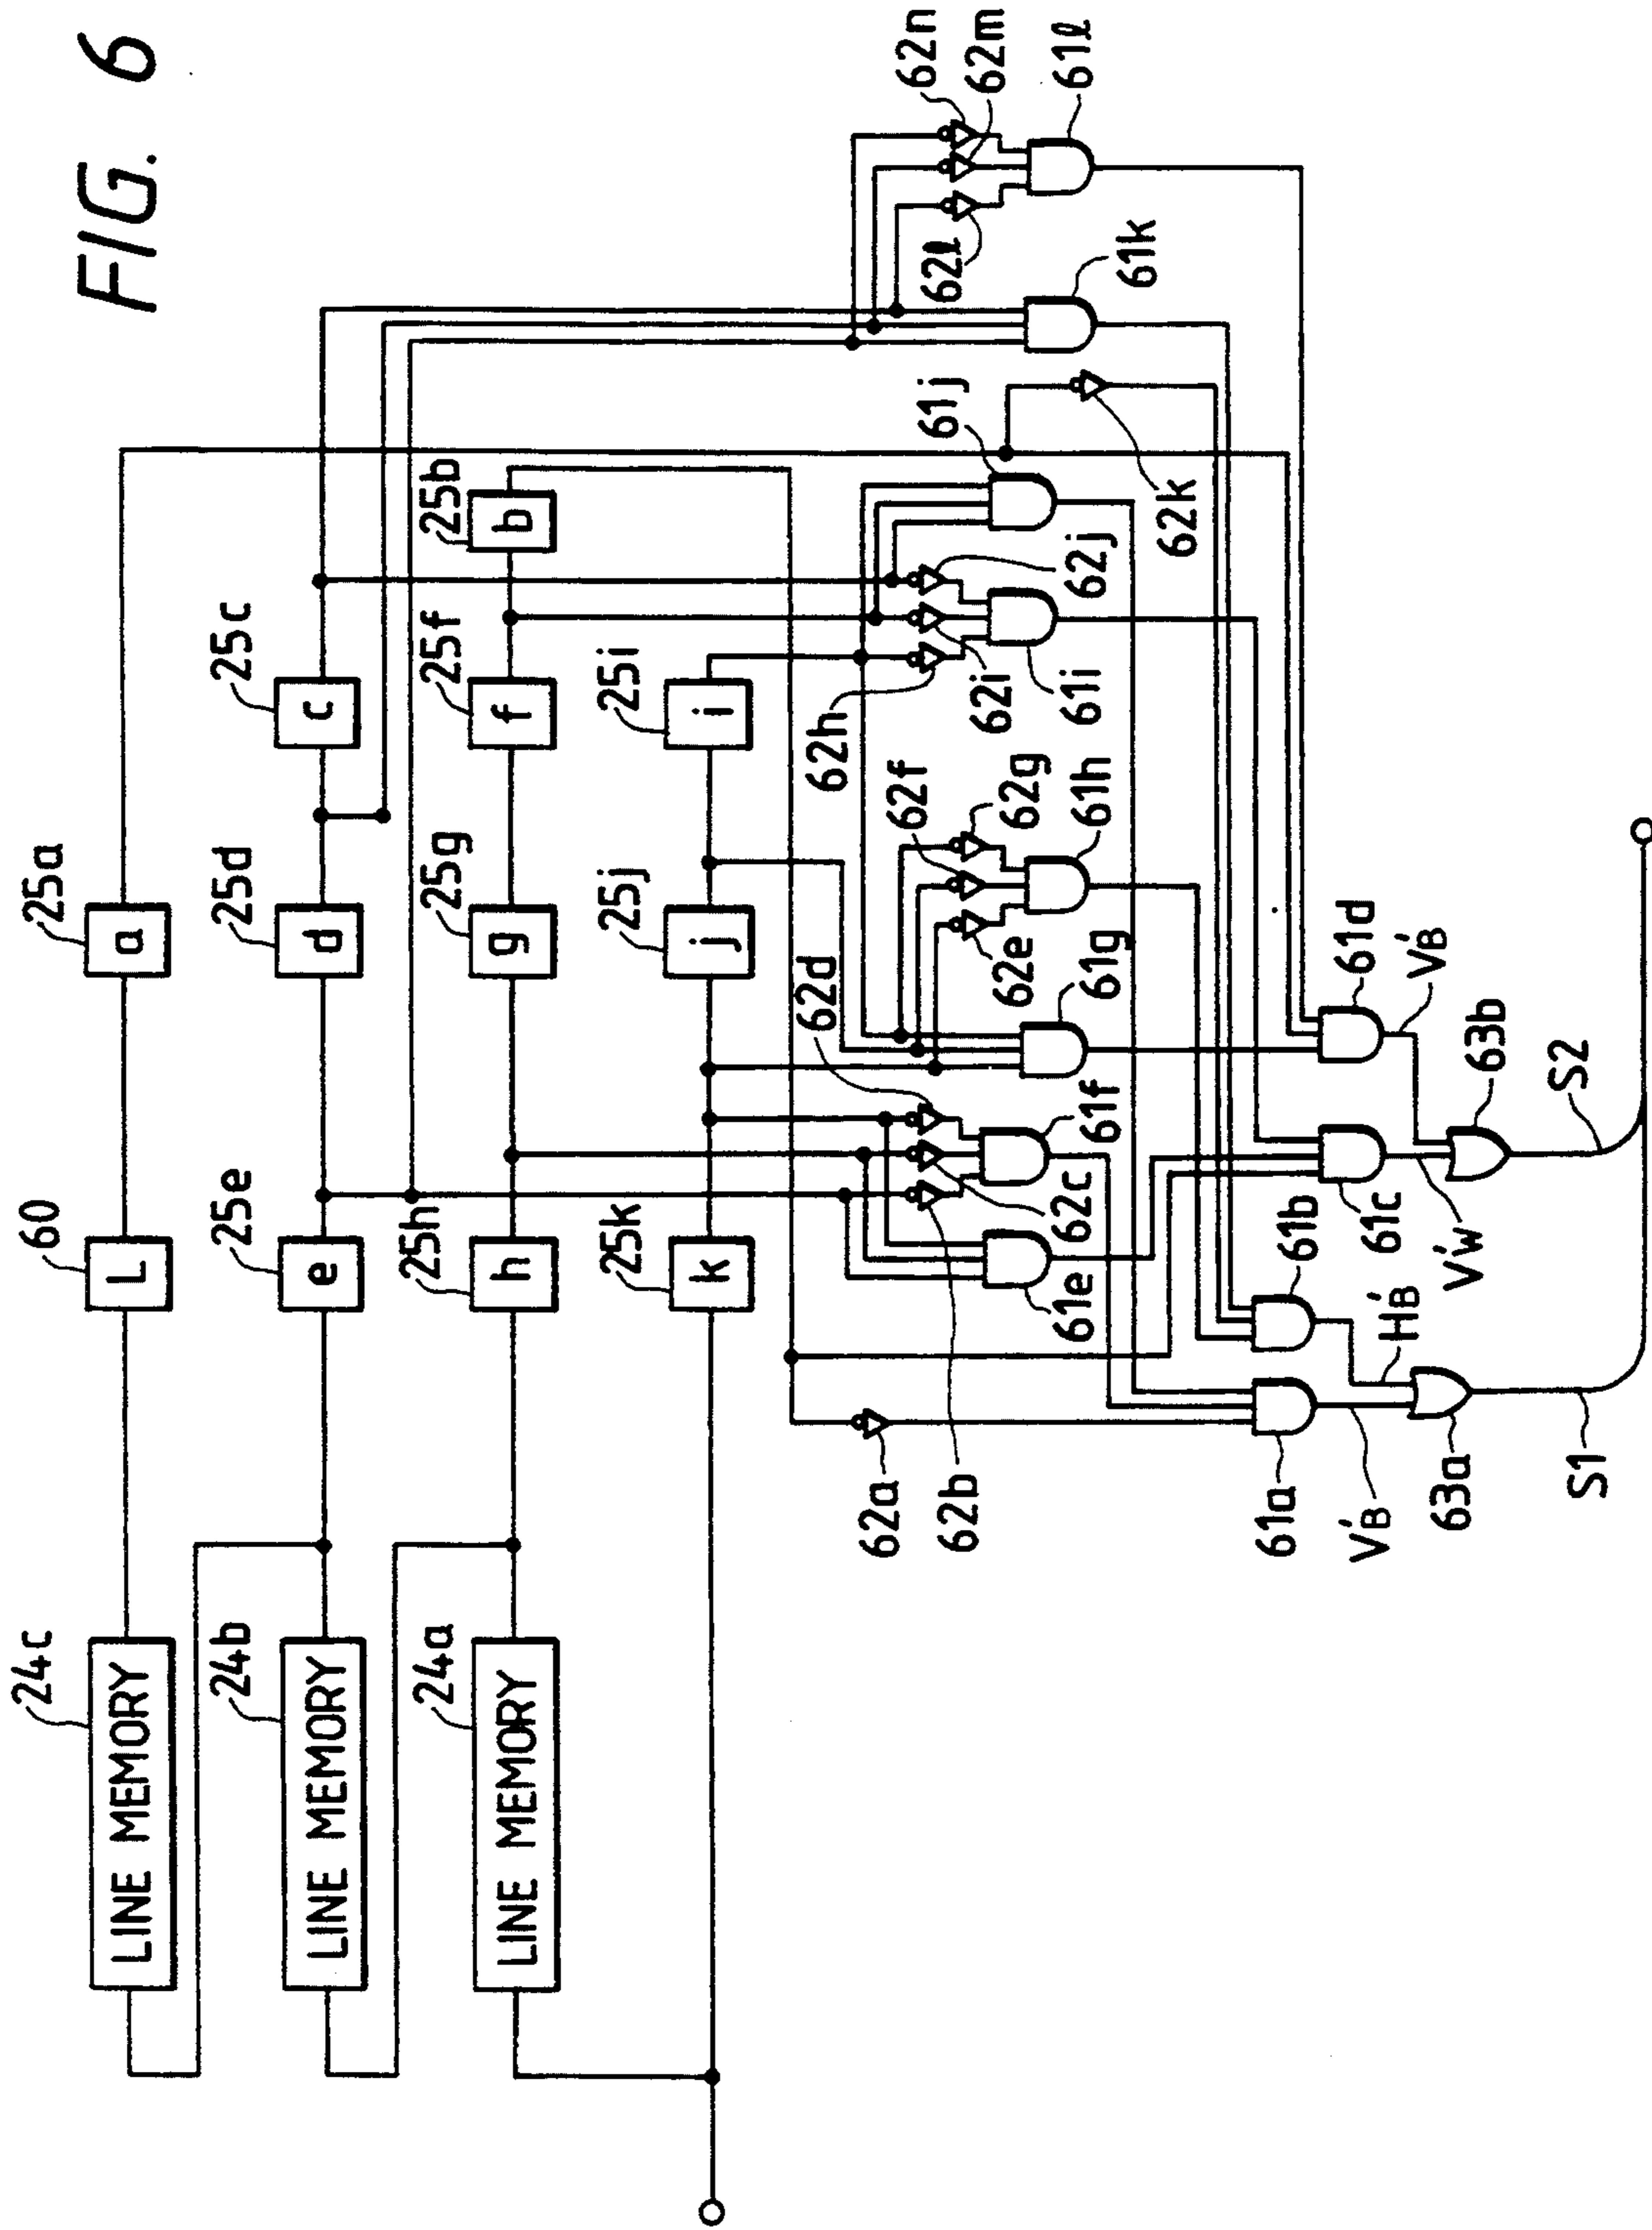 FIG. 6
24c
LINE MEMORY
60
L
25a
a
24b
LINE MEMORY
25e
e
25d
d
25c
c
24a
LINE MEMORY
25h
h
25g
g
25f
f
25b
b
25k
k
25j
j
25i
i
62a
62b
62c
62d
62e
62f
62g
62h
62i
62j
62k
62ℓ
62m
62n
61e
61f
61g
61h
61i
61j
61k
61ℓ
61a
61b
61c
61d
V'B
H'B
V'W
V'B
63a
63b
S1
S2